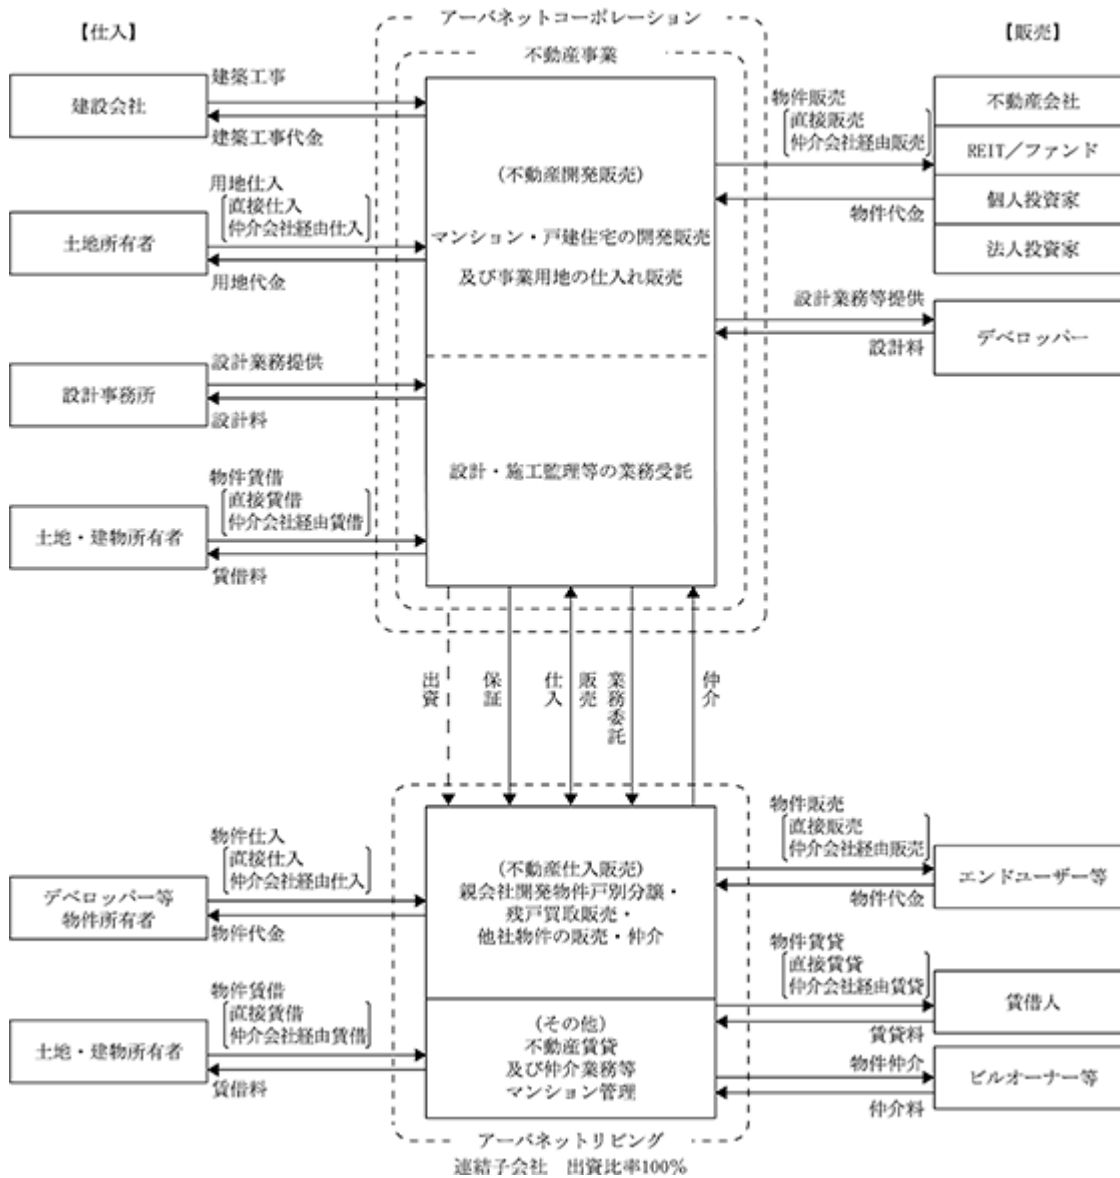 アーバネットコーポレーション
【仕入】
【販売】
不動産事業
建設会社
建築工事
建築工事代金
土地所有者
用地仕入
直接仕入
仲介会社経由仕入
用地代金
設計事務所
設計業務提供
設計料
土地・建物所有者
物件賃借
直接賃借
仲介会社経由賃借
賃借料
(不動産開発販売)
マンション・戸建住宅の開発販売
及び事業用地の仕入れ販売
設計・施工監理等の業務受託
物件販売
直接販売
仲介会社経由販売
物件代金
不動産会社
REIT／ファンド
個人投資家
法人投資家
設計業務等提供
設計料
デベロッパー
出資
保証
仕入
販売
業務委託
仲介
デベロッパー等
物件所有者
物件仕入
直接仕入
仲介会社経由仕入
物件代金
土地・建物所有者
物件賃借
直接賃借
仲介会社経由賃借
賃借料
(不動産仕入販売)
親会社開発物件戸別分譲・
残戸買取販売・
他社物件の販売・仲介
(その他)
不動産賃貸
及び仲介業務等
マンション管理
物件販売
直接販売
仲介会社経由販売
物件代金
エンドユーザー等
物件賃貸
直接賃貸
仲介会社経由賃貸
賃貸料
賃借人
物件仲介
仲介料
ビルオーナー等
アーバネットリビング
連結子会社　出資比率100%